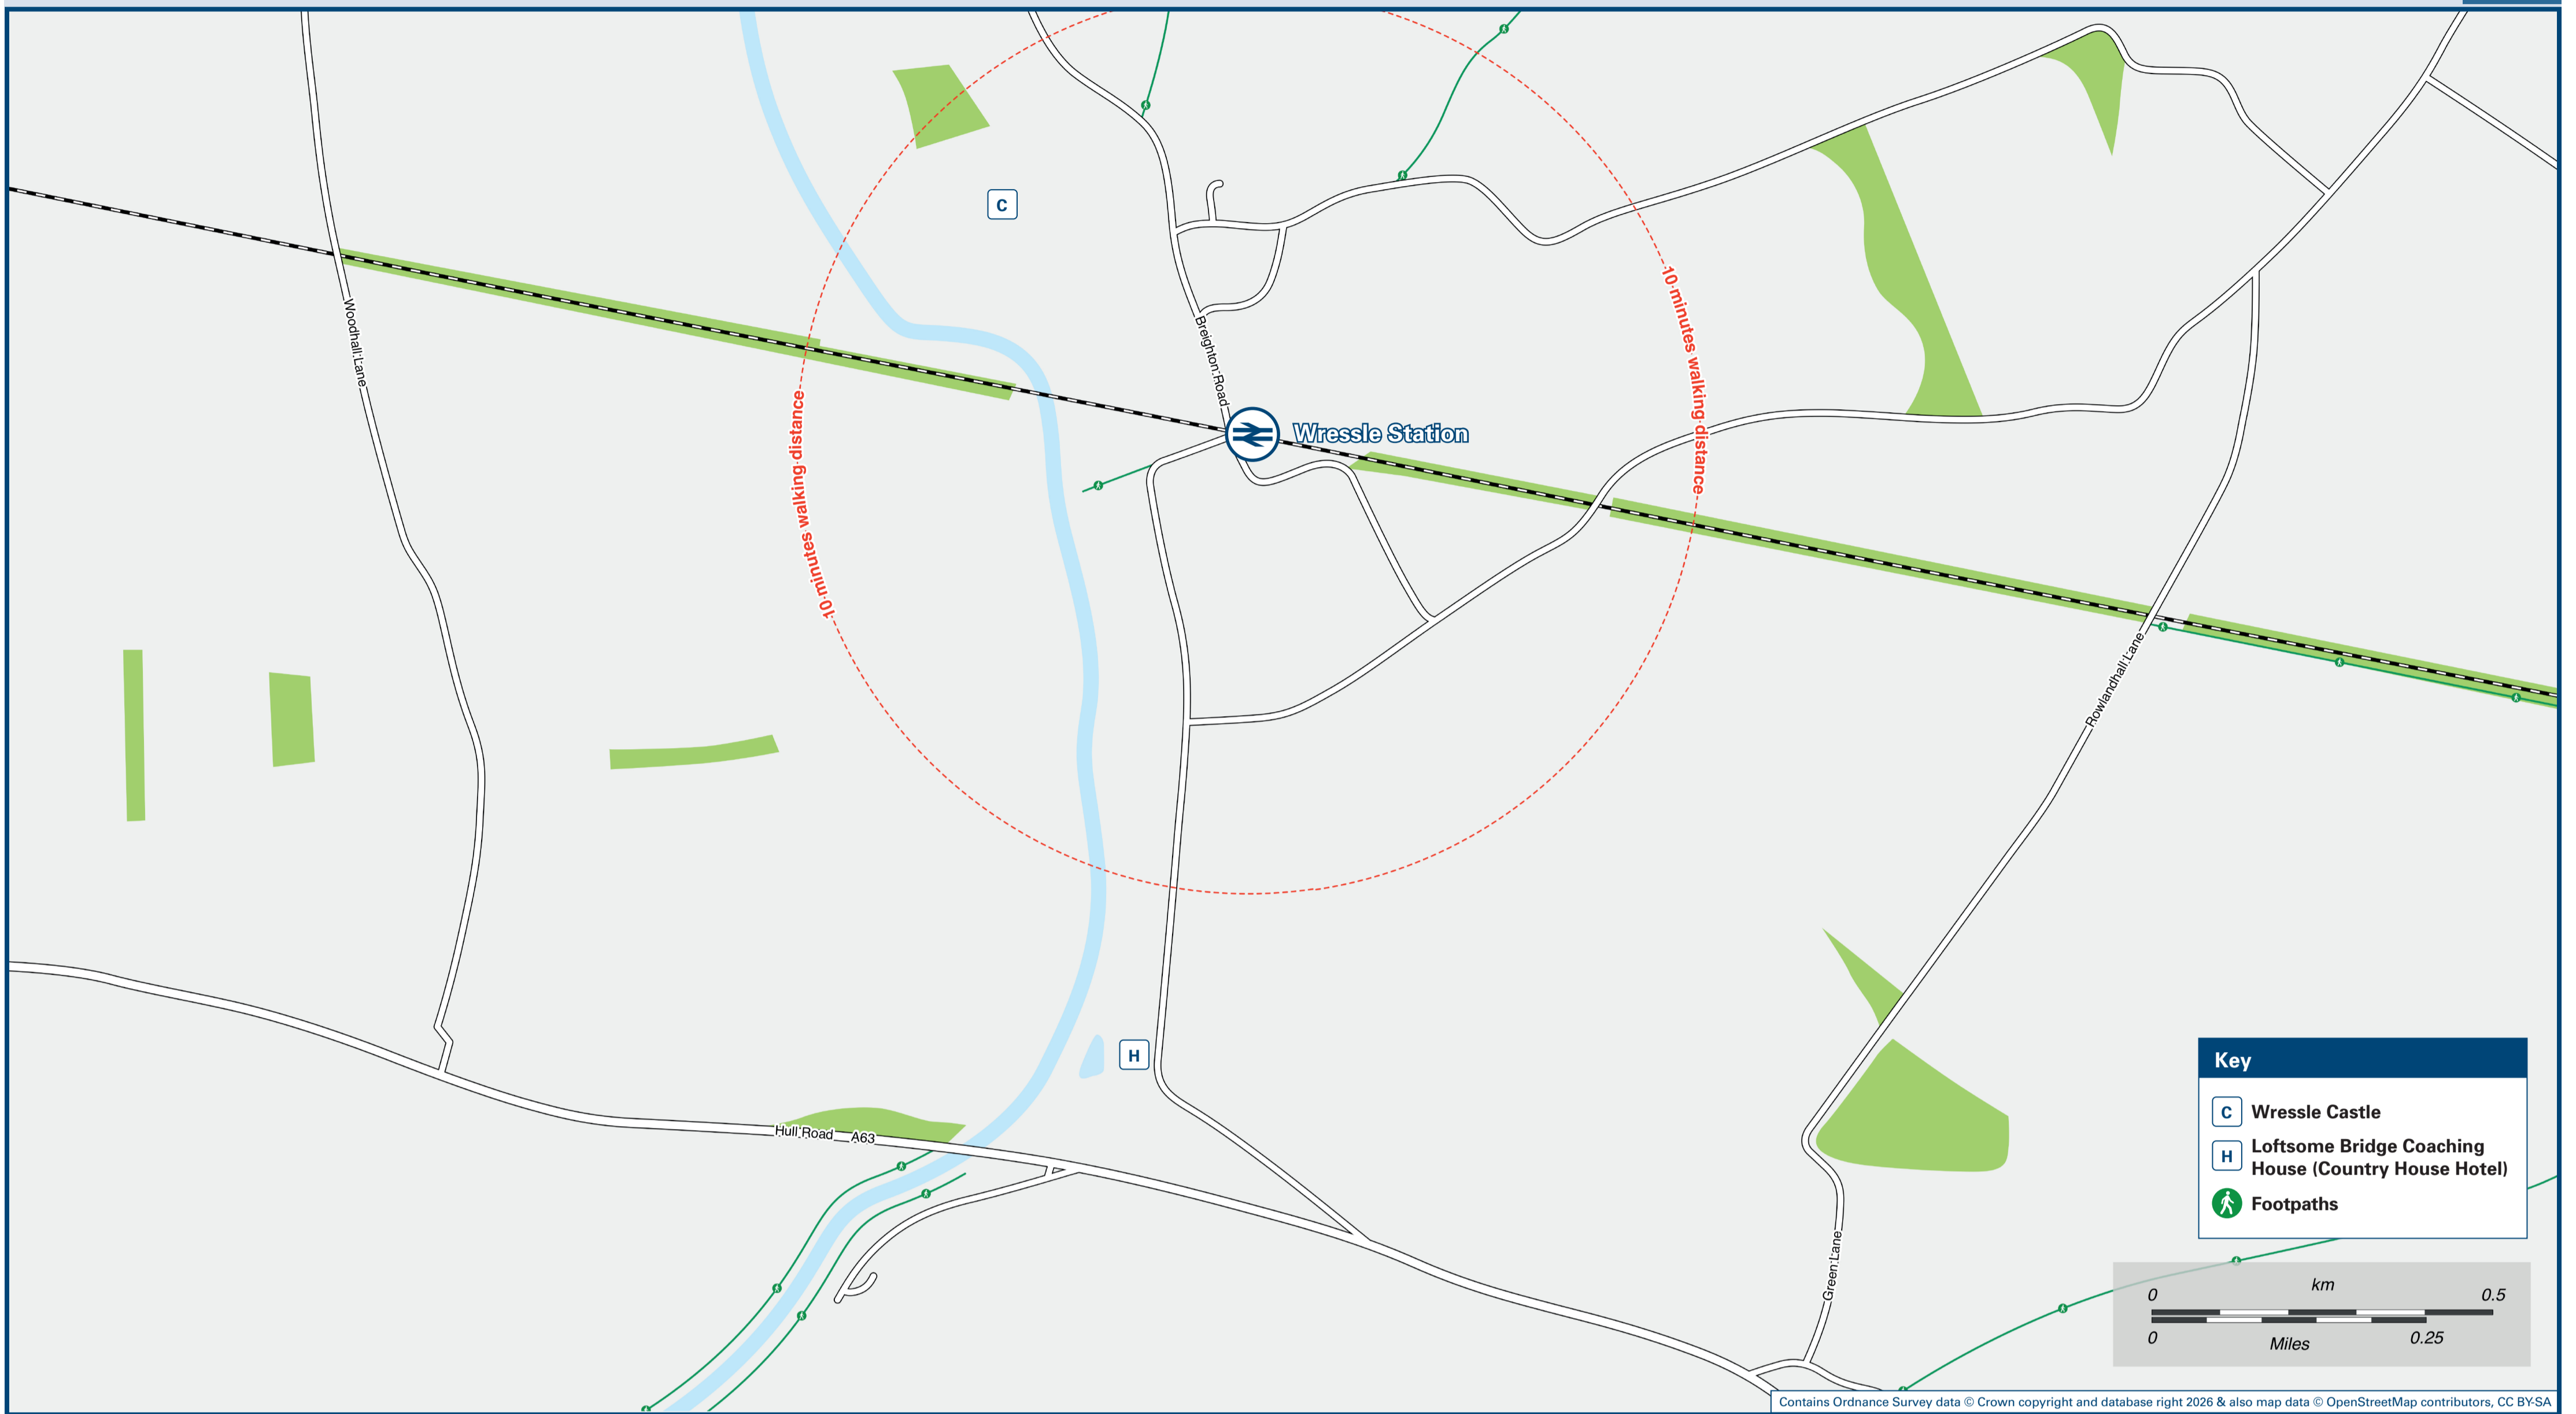 C
Woodhall Lane
Breighton Road
10 minutes walking distance
10 minutes walking distance
Wressle Station
Rowlandhall Lane
H
Hull Road A63
Green Lane
Key
C Wressle Castle
H Loftsome Bridge Coaching
House (Country House Hotel)
Footpaths
km
0 0.5
0 0.25
Miles
Contains Ordnance Survey data © Crown copyright and database right 2026 & also map data © OpenStreetMap contributors, CC BY-SA